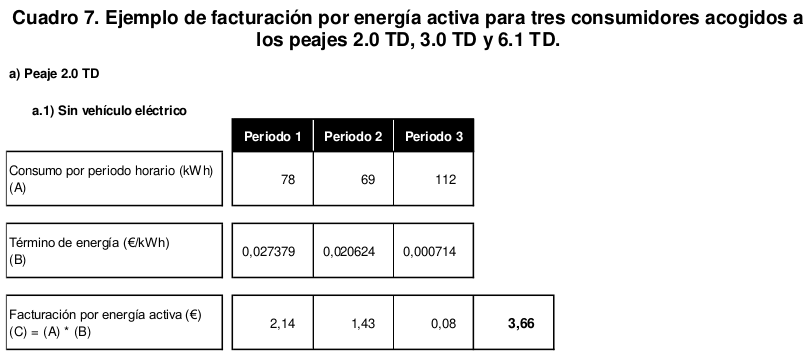 Cuadro 7. Ejemplo de facturación por energía activa para tres consumidores acogidos a
los peajes 2.0 TD, 3.0 TD y 6.1 TD.
a) Peaje 2.0 TD
a.1) Sin vehículo eléctrico
Periodo 1 Periodo 2 Periodo 3
Consumo por periodo horario (kWh)
(A)
78 69 112
Término de energía (€/kWh)
(B)
0,027379 0,020624 0,000714
Facturación por energía activa (€)
(C) = (A) * (B)
2,14 1,43 0,08 3,66